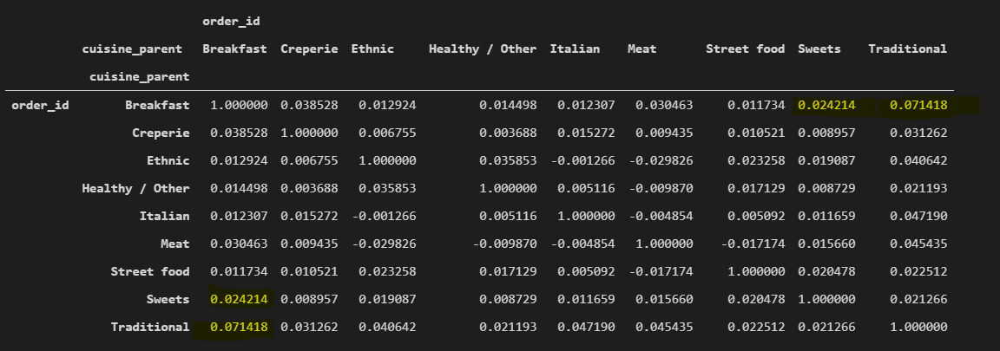 order_id
cuisine_parent Breakfast Creperie Ethnic Healthy / Other Italian Meat Street food Sweets Traditional
cuisine_parent
order_id Breakfast 1.000000 0.038528 0.012924 0.014498 0.012307 0.030463 0.011734 0.024214 0.071418
Creperie 0.038528 1.000000 0.006755 0.003688 0.015272 0.009435 0.010521 0.008957 0.031262
Ethnic 0.012924 0.006755 1.000000 0.035853 -0.001266 -0.029826 0.023258 0.019087 0.040642
Healthy / Other 0.014498 0.003688 0.035853 1.000000 0.005116 -0.009870 0.017129 0.008729 0.021193
Italian 0.012307 0.015272 -0.001266 0.005116 1.000000 -0.004854 0.005092 0.011659 0.047190
Meat 0.030463 0.009435 -0.029826 -0.009870 -0.004854 1.000000 -0.017174 0.015660 0.045435
Street food 0.011734 0.010521 0.023258 0.017129 0.005092 -0.017174 1.000000 0.020478 0.022512
Sweets 0.024214 0.008957 0.019087 0.008729 0.011659 0.015660 0.020478 1.000000 0.021266
Traditional 0.071418 0.031262 0.040642 0.021193 0.047190 0.045435 0.022512 0.021266 1.000000